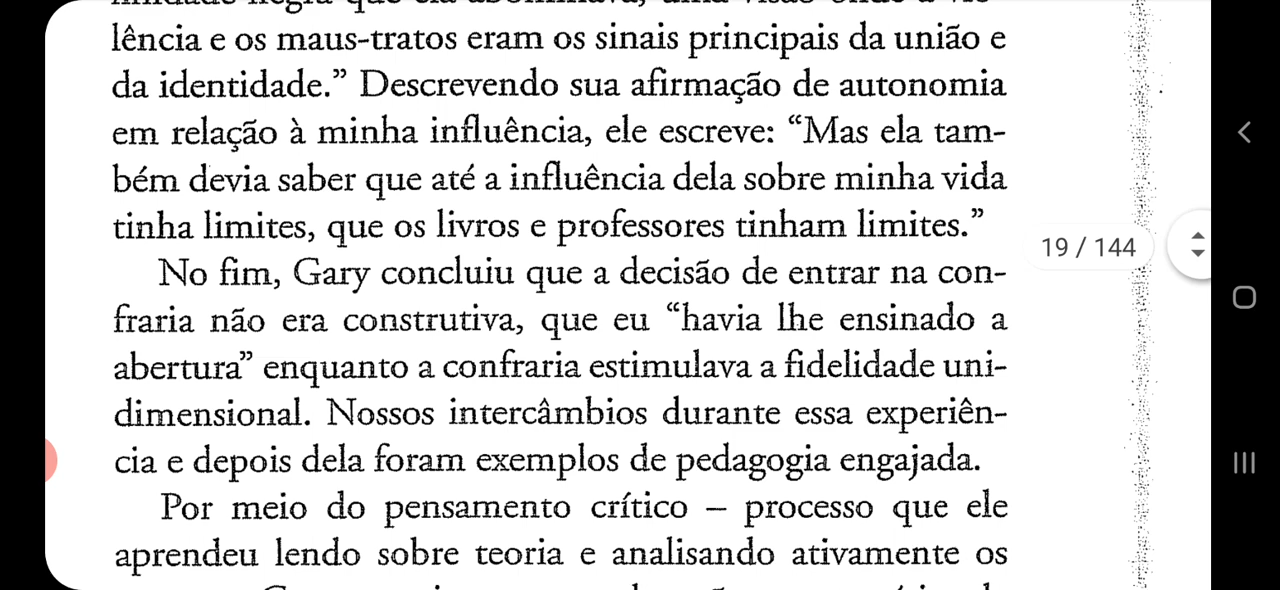 lência e os maus-tratos eram os sinais principais da união e
da identidade.” Descrevendo sua afirmação de autonomia
em relação à minha influência, ele escreve: “Mas ela tam-
bém devia saber que até a influência dela sobre minha vida
tinha limites, que os livros e professores tinham limites.”
19 / 144
No fim, Gary concluiu que a decisão de entrar na con-
fraria não era construtiva, que eu “havia lhe ensinado a
abertura” enquanto a confraria estimulava a fidelidade uni-
dimensional. Nossos intercâmbios durante essa experiên-
cia e depois dela foram exemplos de pedagogia engajada.
Por meio do pensamento crítico – processo que ele
aprendeu lendo sobre teoria e analisando ativamente os